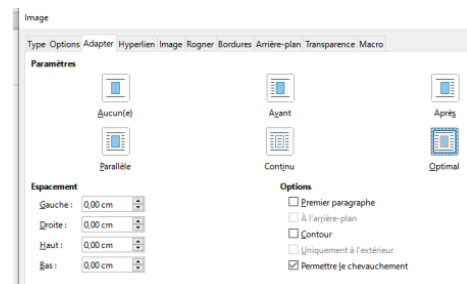 Image
Type Options Adapter Hyperlien Image Rogner Bordures Arrière-plan Transparence Macro
Paramètres
Aucun(e) Avant Après
Parallèle Continu Optimal
Espacement Options
Gauche : 0,00 cm Premier paragraphe
À l'arrière-plan
Droite : 0,00 cm
Contour
Haut : 0,00 cm
Uniquement à l'extérieur
Bas : 0,00 cm Permettre le chevauchement